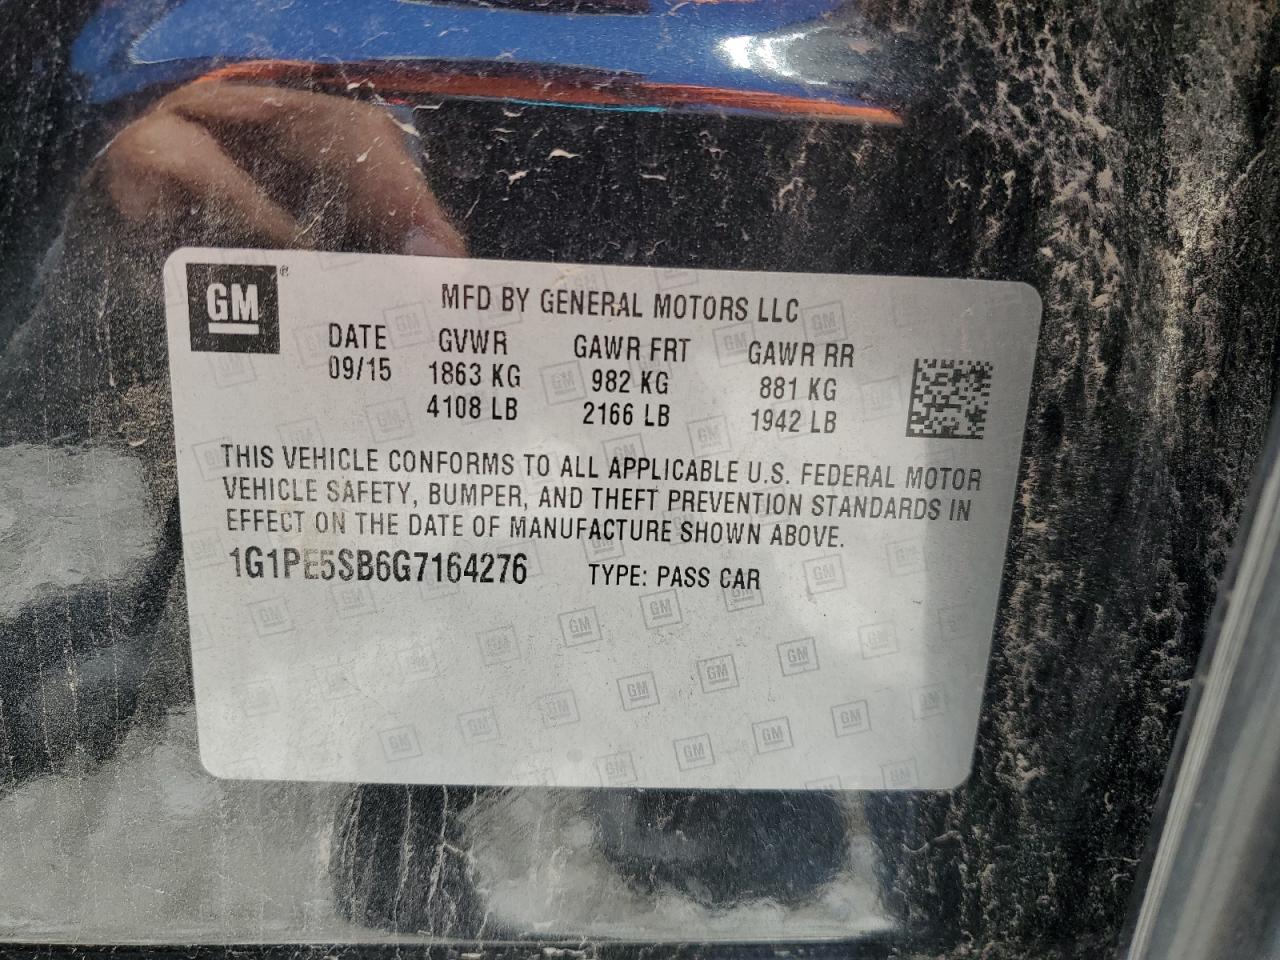 GM ®
MFD BY GENERAL MOTORS LLC
DATE GVWR GAWR FRT GAWR RR
09/15 1863 KG 982 KG 881 KG
4108 LB 2166 LB 1942 LB
THIS VEHICLE CONFORMS TO ALL APPLICABLE U.S. FEDERAL MOTOR
VEHICLE SAFETY, BUMPER, AND THEFT PREVENTION STANDARDS IN
EFFECT ON THE DATE OF MANUFACTURE SHOWN ABOVE.
1G1PE5SB6G7164276 TYPE: PASS CAR